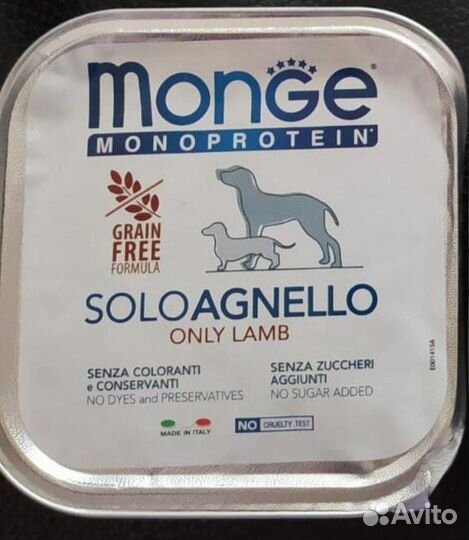 MonGe®
MONOPROTEIN®
GRAIN
FREE
FORMULA
SOLOAGNELLO
ONLY LAMB
SENZA COLORANTI
e CONSERVANTI
NO DYES and PRESERVATIVES
SENZA ZUCCHERI
AGGIUNTI
NO SUGAR ADDED
MADE IN ITALY
NO CRUELTY TEST
E001415A
Avito